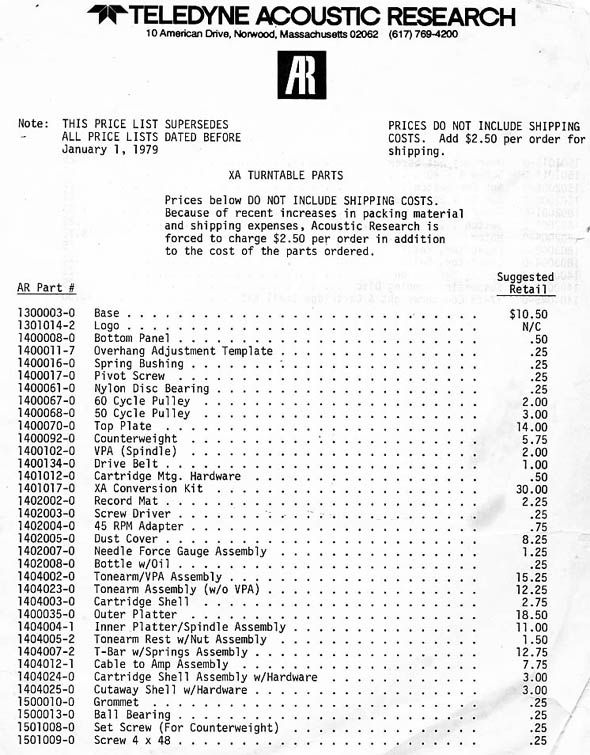 TELEDYNE ACOUSTIC RESEARCH
10 American Drive, Norwood, Massachusetts 02062 (617) 769-4200
AR
Note: THIS PRICE LIST SUPERSEDES
ALL PRICE LISTS DATED BEFORE
January 1, 1979
PRICES DO NOT INCLUDE SHIPPING
COSTS. Add $2.50 per order for
shipping.
XA TURNTABLE PARTS
Prices below DO NOT INCLUDE SHIPPING COSTS.
Because of recent increases in packing material
and shipping expenses, Acoustic Research is
forced to charge $2.50 per order in addition
to the cost of the parts ordered.
AR Part # Suggested Retail
1300003-0 Base $10.50
1301014-2 Logo N/C
1400008-0 Bottom Panel .50
1400011-7 Overhang Adjustment Template .25
1400016-0 Spring Bushing .25
1400017-0 Pivot Screw .25
1400061-0 Nylon Disc Bearing .25
1400067-0 60 Cycle Pulley 2.00
1400068-0 50 Cycle Pulley 3.00
1400070-0 Top Plate 14.00
1400092-0 Counterweight 5.75
1400102-0 VPA (Spindle) 2.00
1400134-0 Drive Belt 1.00
1401012-0 Cartridge Mtg. Hardware .50
1401017-0 XA Conversion Kit 30.00
1402002-0 Record Mat 2.25
1402003-0 Screw Driver .25
1402004-0 45 RPM Adapter .75
1402005-0 Dust Cover 8.25
1402007-0 Needle Force Gauge Assembly 1.25
1402008-0 Bottle w/Oil .25
1404002-0 Tonearm/VPA Assembly 15.25
1404023-0 Tonearm Assembly (w/o VPA) 12.25
1404003-0 Cartridge Shell 2.75
1400035-0 Outer Platter 18.50
1404004-1 Inner Platter/Spindle Assembly 11.00
1404005-2 Tonearm Rest w/Nut Assembly 1.50
1404007-2 T-Bar w/Springs Assembly 12.75
1404012-1 Cable to Amp Assembly 7.75
1404024-0 Cartridge Shell Assembly w/Hardware 3.00
1404025-0 Cutaway Shell w/Hardware 3.00
1500010-0 Grommet .25
1500013-0 Ball Bearing .25
1501008-0 Set Screw (For Counterweight) .25
1501009-0 Screw 4 x 48 .25